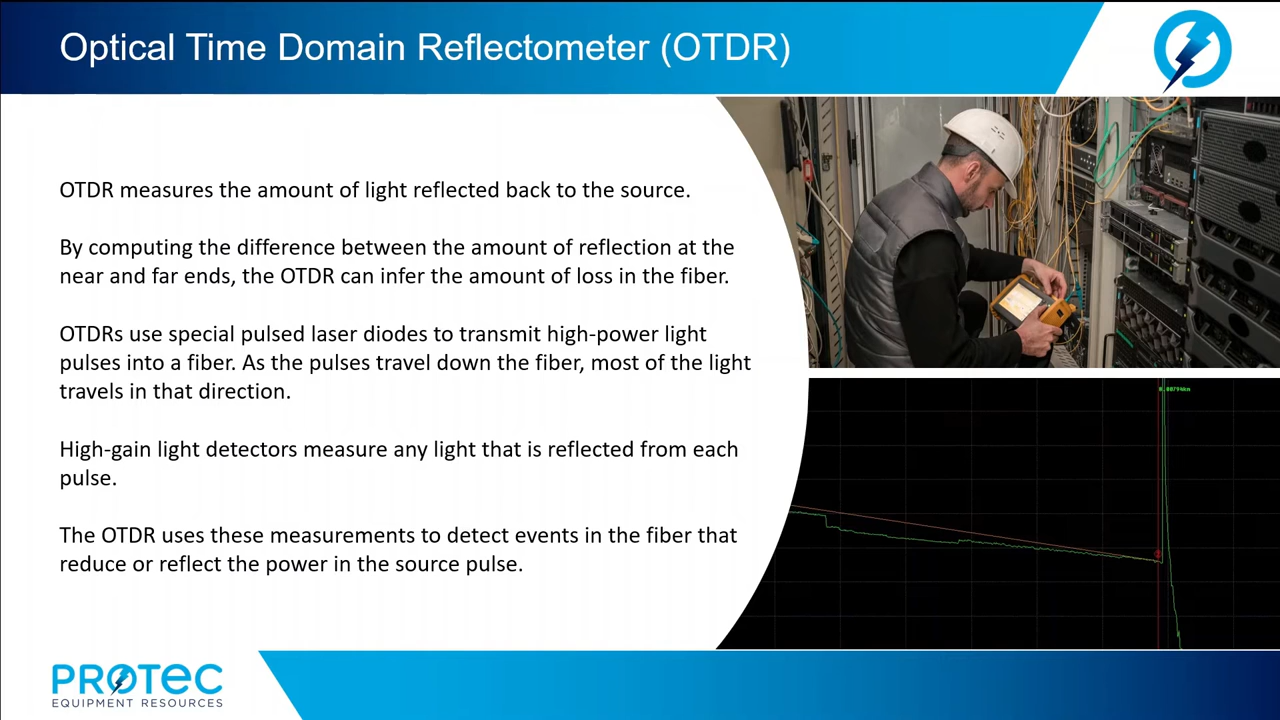 Optical Time Domain Reflectometer (OTDR)
OTDR measures the amount of light reflected back to the source.
By computing the difference between the amount of reflection at the
near and far ends, the OTDR can infer the amount of loss in the fiber.
OTDRs use special pulsed laser diodes to transmit high-power light
pulses into a fiber. As the pulses travel down the fiber, most of the light
travels in that direction.
High-gain light detectors measure any light that is reflected from each
pulse.
The OTDR uses these measurements to detect events in the fiber that
reduce or reflect the power in the source pulse.
PROTEC
EQUIPMENT RESOURCES